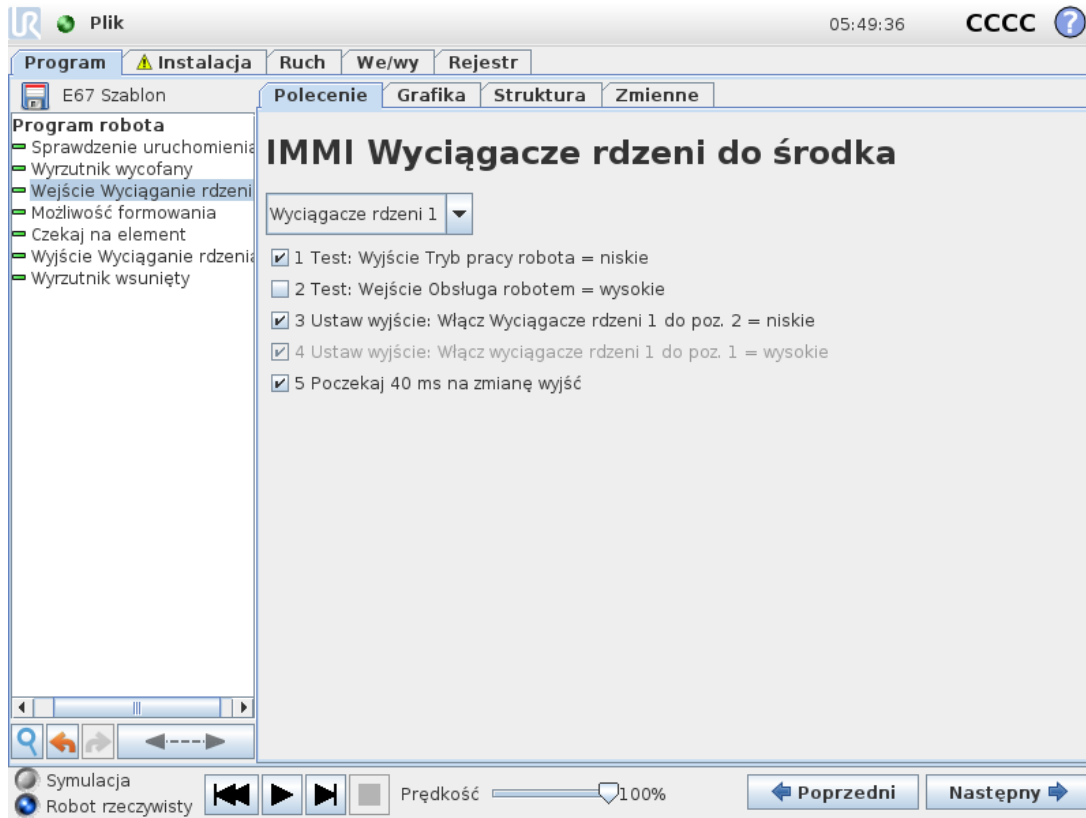 UR Plik 05:49:36 CCCC ?
Program Instalacja Ruch We/wy Rejestr
E67 Szablon
Polecenie Grafika Struktura Zmienne
Program robota
Sprawdzenie uruchomienia
Wyrzutnik wycofany
Wejście Wyciąganie rdzeni
Możliwość formowania
Czekaj na element
Wyjście Wyciąganie rdzenia
Wyrzutnik wsunięty
IMMI Wyciągacze rdzeni do środka
Wyciągacze rdzeni 1
1 Test: Wyjście Tryb pracy robota = niskie
2 Test: Wejście Obsługa robotem = wysokie
3 Ustaw wyjście: Włącz Wyciągacze rdzeni 1 do poz. 2 = niskie
4 Ustaw wyjście: Włącz wyciągacze rdzeni 1 do poz. 1 = wysokie
5 Poczekaj 40 ms na zmianę wyjść
Symulacja
Robot rzeczywisty
Prędkość 100%
Poprzedni Następny